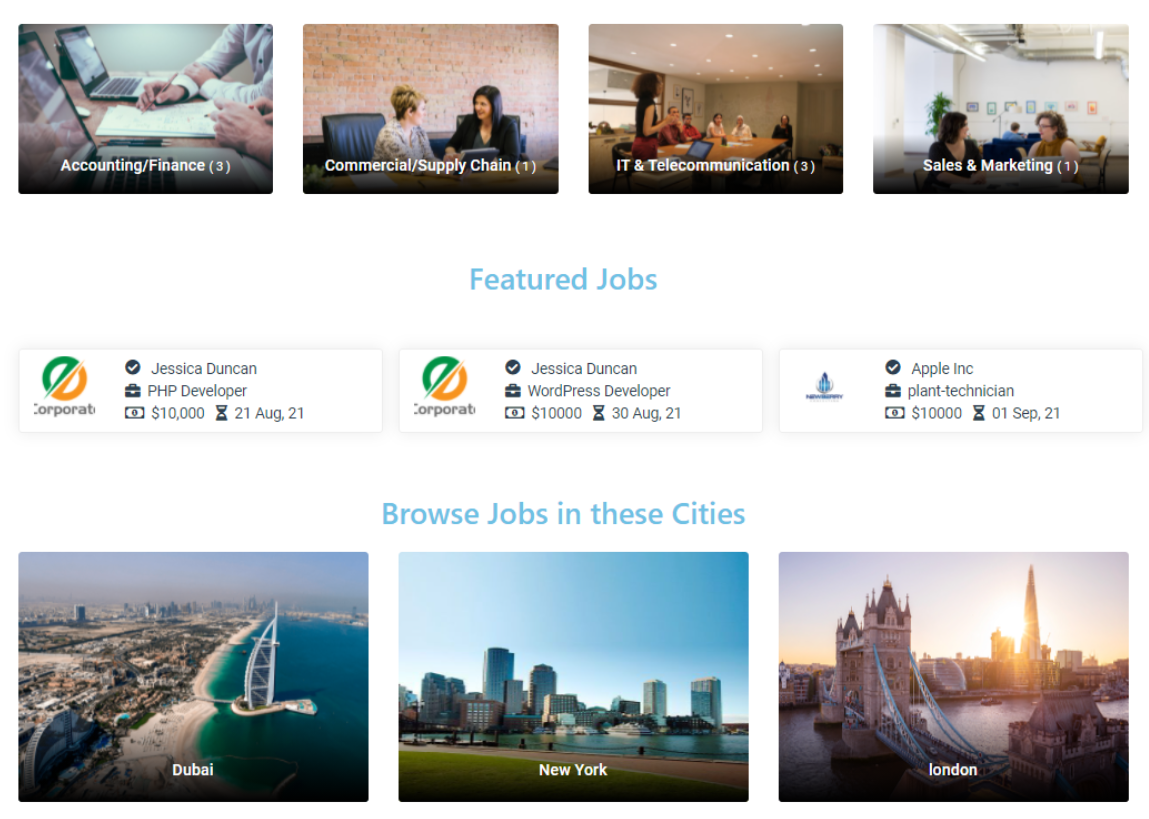 Accounting/Finance (3)
Commercial/Supply Chain (1)
IT & Telecommunication (3)
Sales & Marketing (1)
Featured Jobs
Corporate
Jessica Duncan
PHP Developer
$10,000 21 Aug, 21
Corporate
Jessica Duncan
WordPress Developer
$10000 30 Aug, 21
NEWBERRY
Apple Inc
plant-technician
$10000 01 Sep, 21
Browse Jobs in these Cities
Dubai
New York
london